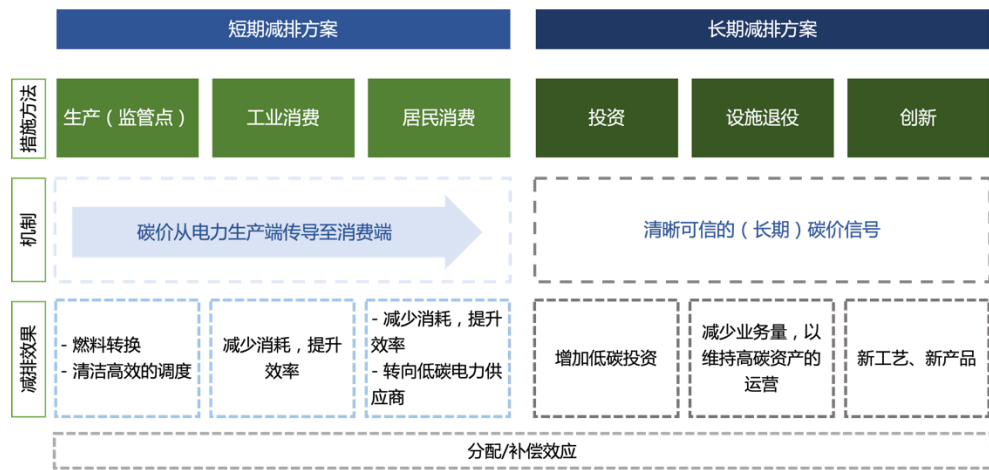 短期减排方案
长期减排方案
措施方法
生产（监管点）
工业消费
居民消费
投资
设施退役
创新
机制
碳价从电力生产端传导至消费端
清晰可信的（长期）碳价信号
减排效果
- 燃料转换
- 清洁高效的调度
减少消耗，提升
效率
- 减少消耗，提升
效率
- 转向低碳电力供
应商
增加低碳投资
减少业务量，以
维持高碳资产的
运营
新工艺、新产品
分配/补偿效应